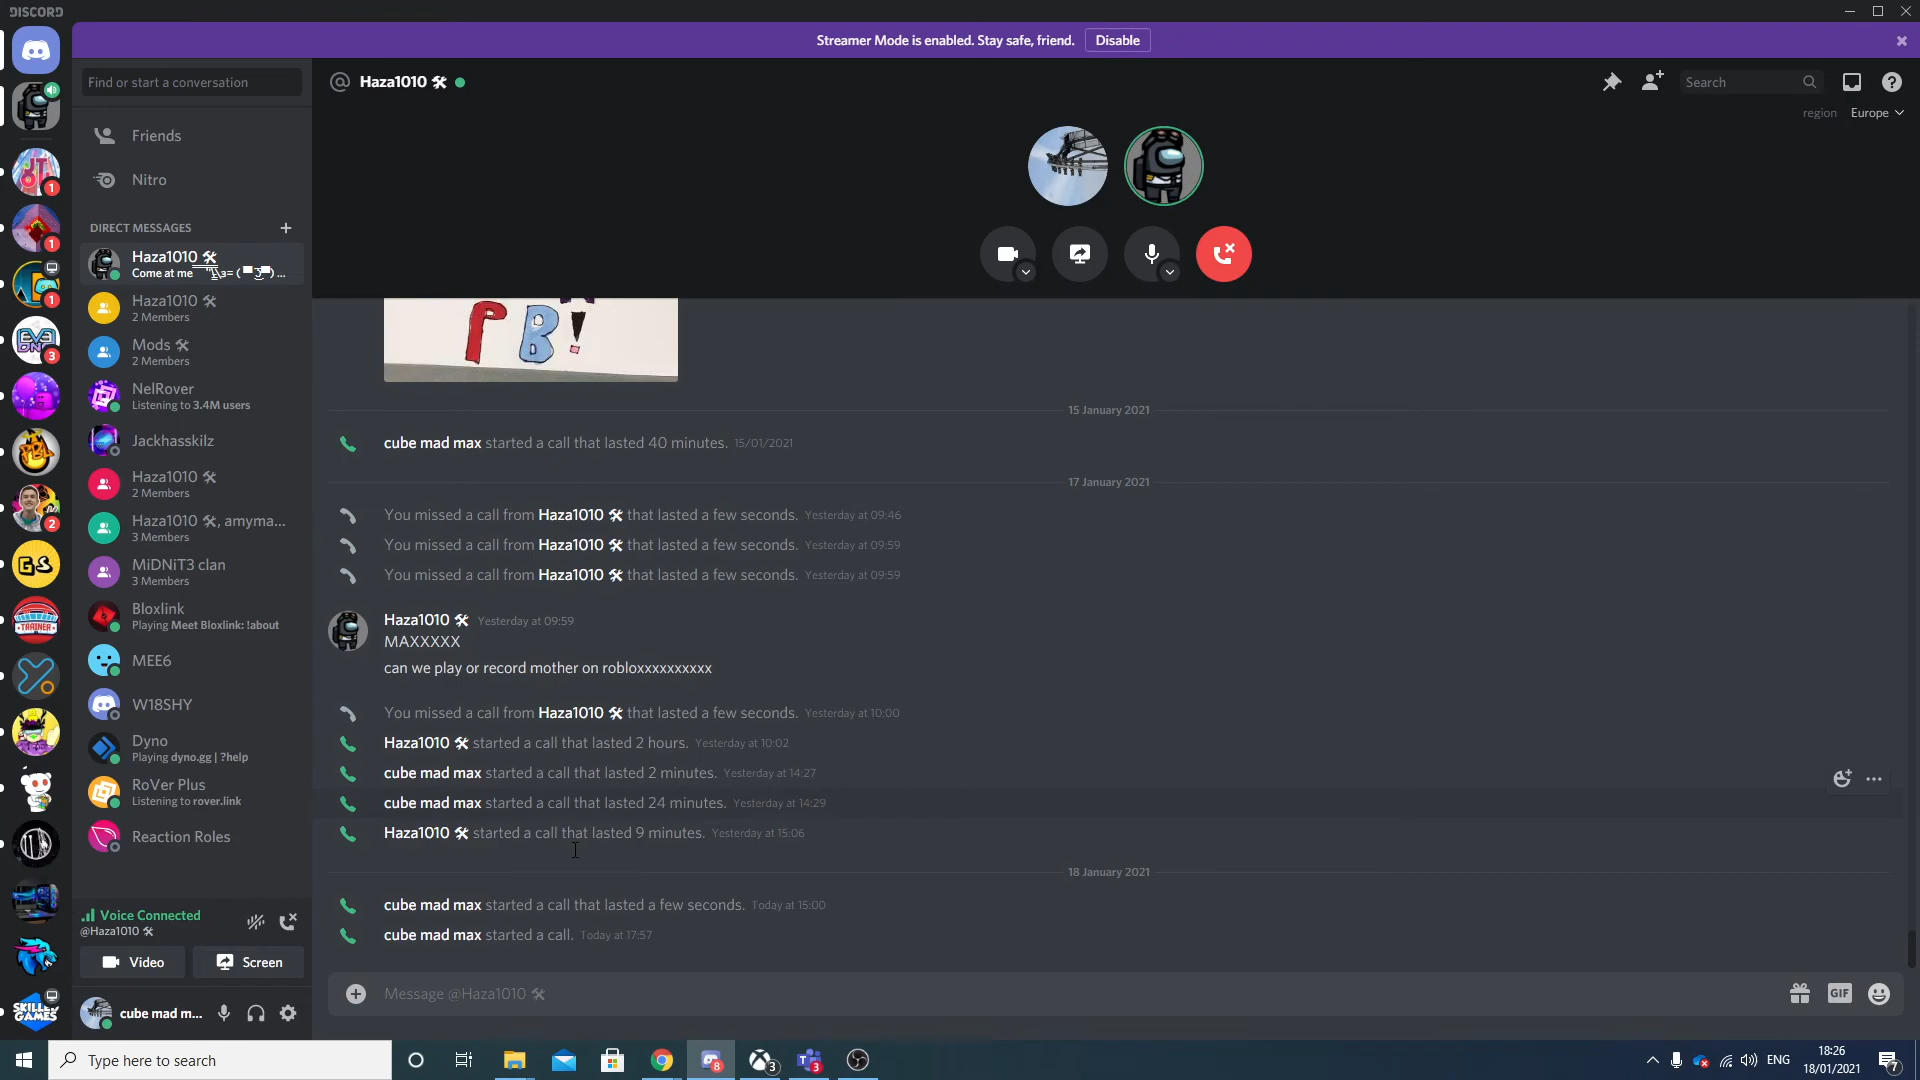 DISCORD
Streamer Mode is enabled. Stay safe, friend.
Disable
Find or start a conversation
Haza1010 🛠
Search
region
Europe
Friends
Nitro
DIRECT MESSAGES
Haza1010 🛠
Come at me
Haza1010 🛠
2 Members
Mods 🛠
2 Members
NelRover
Listening to 3.4M users
Jackhasskilz
Haza1010 🛠
2 Members
Haza1010 🛠, amyma...
3 Members
MiDNiT3 clan
3 Members
Bloxlink
Playing Meet Bloxlink: !about
MEE6
W18SHY
Dyno
Playing dyno.gg | ?help
RoVer Plus
Listening to rover.link
Reaction Roles
Voice Connected
@Haza1010 🛠
Video
Screen
cube mad m...
PB!
15 January 2021
cube mad max started a call that lasted 40 minutes. 15/01/2021
17 January 2021
You missed a call from Haza1010 🛠 that lasted a few seconds. Yesterday at 09:46
You missed a call from Haza1010 🛠 that lasted a few seconds. Yesterday at 09:59
You missed a call from Haza1010 🛠 that lasted a few seconds. Yesterday at 09:59
Haza1010 🛠 Yesterday at 09:59
MAXXXXX
can we play or record mother on robloxxxxxxxxxx
You missed a call from Haza1010 🛠 that lasted a few seconds. Yesterday at 10:00
Haza1010 🛠 started a call that lasted 2 hours. Yesterday at 10:02
cube mad max started a call that lasted 2 minutes. Yesterday at 14:27
cube mad max started a call that lasted 24 minutes. Yesterday at 14:29
Haza1010 🛠 started a call that lasted 9 minutes. Yesterday at 15:06
18 January 2021
cube mad max started a call that lasted a few seconds. Today at 15:00
cube mad max started a call. Today at 17:57
Message @Haza1010 🛠
GIF
1
1
1
3
2
GS
TRAINER
SKILLEY
GAMES
Type here to search
8
3
3
ENG
18:26
18/01/2021
7